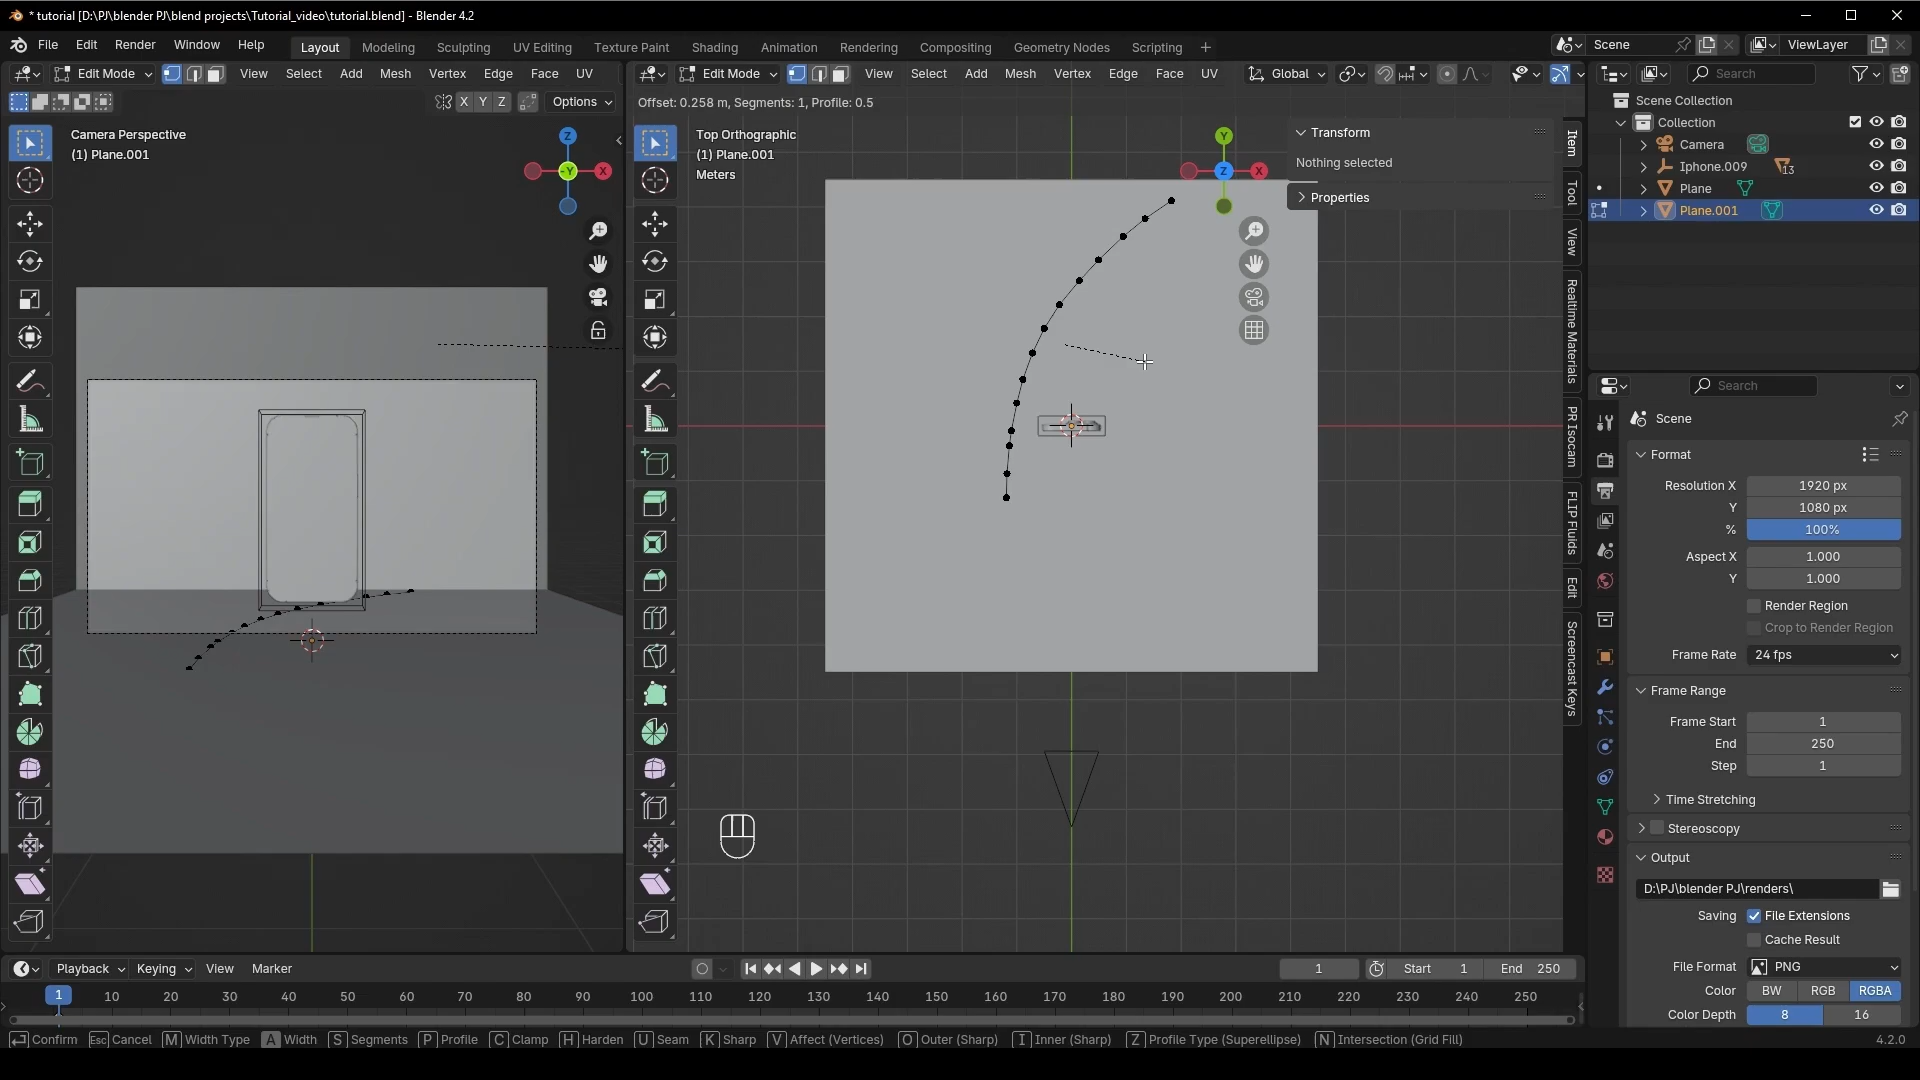 * tutorial [D:\PJ\blender PJ\blend projects\Tutorial_video\tutorial.blend] - Blender 4.2
File Edit Render Window Help Layout Modeling Sculpting UV Editing Texture Paint Shading Animation Rendering Compositing Geometry Nodes Scripting + Scene ViewLayer
Edit Mode View Select Add Mesh Vertex Edge Face UV
Edit Mode View Select Add Mesh Vertex Edge Face UV Global
Search
X Y Z Options
Offset: 0.258 m, Segments: 1, Profile: 0.5
Camera Perspective
(1) Plane.001
Z
-Y
X
Top Orthographic
(1) Plane.001
Meters
Y
Z
X
Transform
Nothing selected
Properties
Item
Tool
View
Realtime Materials
PR Isocam
FLIP Fluids
Edit
Screencast Keys
Scene Collection
Collection
Camera
Iphone.009 13
Plane
Plane.001
Search
Scene
Format
Resolution X 1920 px
Y 1080 px
% 100%
Aspect X 1.000
Y 1.000
Render Region
Crop to Render Region
Frame Rate 24 fps
Frame Range
Frame Start 1
End 250
Step 1
Time Stretching
Stereoscopy
Output
D:\PJ\blender PJ\renders\
Saving File Extensions
Cache Result
File Format PNG
Color BW RGB RGBA
Color Depth 8 16
Playback Keying View Marker 1 Start 1 End 250
1 10 20 30 40 50 60 70 80 90 100 110 120 130 140 150 160 170 180 190 200 210 220 230 240 250
Confirm Esc Cancel M Width Type A Width S Segments P Profile C Clamp H Harden U Seam K Sharp V Affect (Vertices) O Outer (Sharp) I Inner (Sharp) Z Profile Type (Superellipse) N Intersection (Grid Fill) 4.2.0